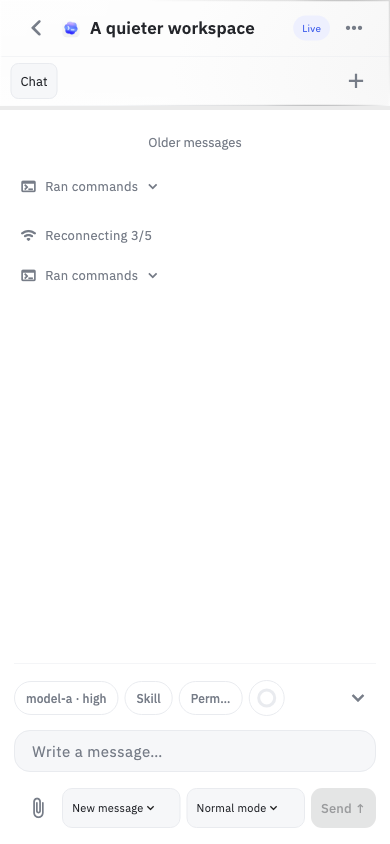 A quieter workspace
Live
Chat
Older messages
Ran commands
Reconnecting 3/5
Ran commands
model-a · high
Skill
Perm...
Write a message...
New message
Normal mode
Send ↑